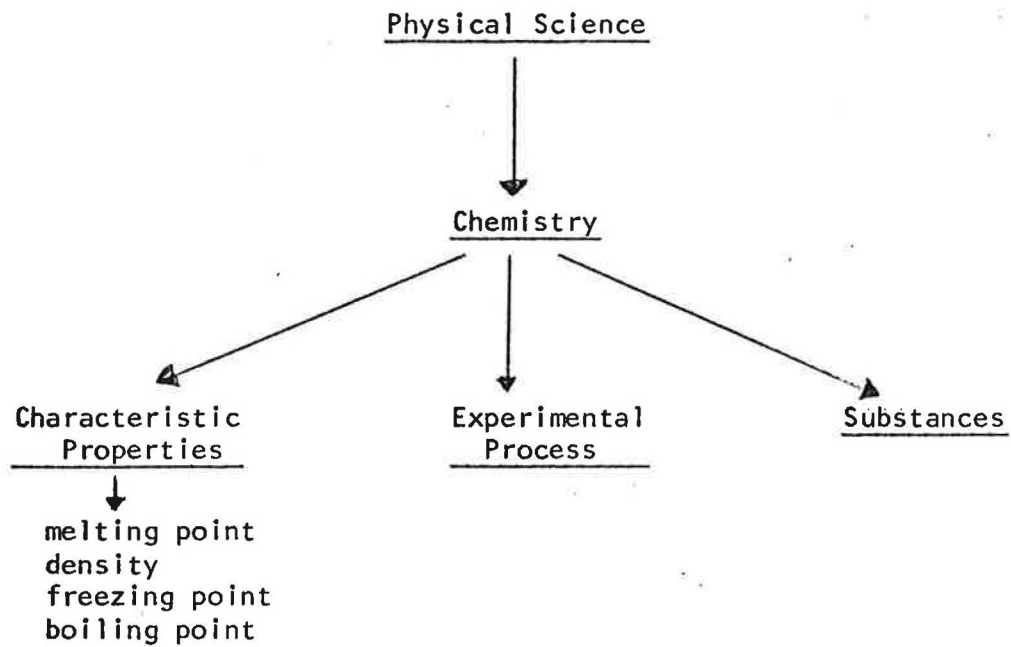 Physical Science
Chemistry
Characteristic
Properties
Experimental
Process
Substances
melting point
density
freezing point
boiling point